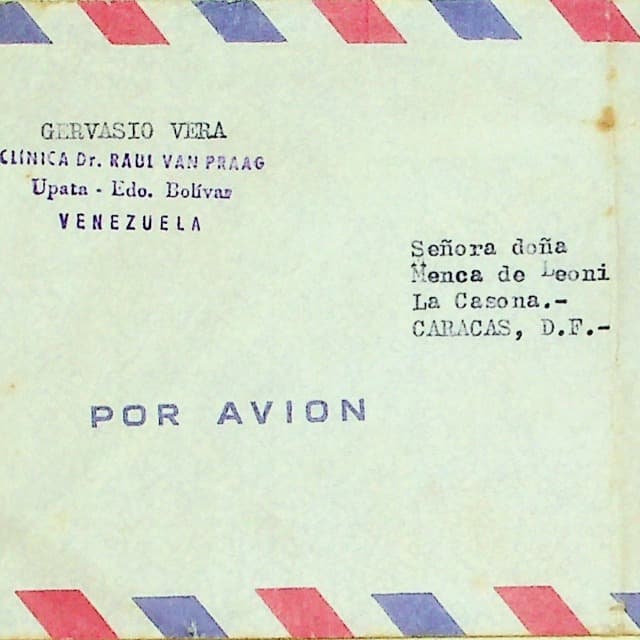 GERVASIO VERA
CLINICA Dr. RAUL VAN PRAAG
Upata - Edo. Bolívar
VENEZUELA
Señora doña
Menca de Leoni
La Casona.-
CARACAS, D.F.-
POR AVION